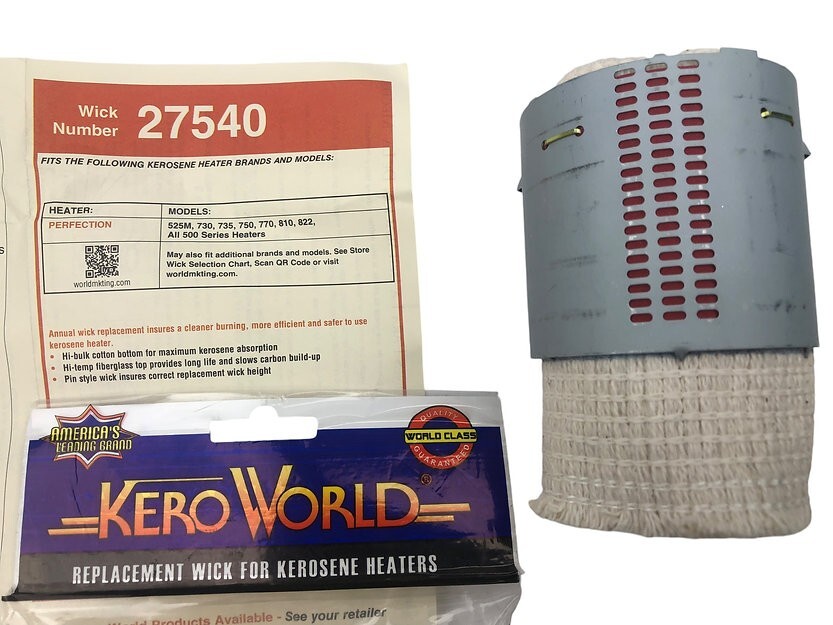 Wick
Number 27540
FITS THE FOLLOWING KEROSENE HEATER BRANDS AND MODELS:
HEATER: MODELS:
PERFECTION 525M, 730, 735, 750, 770, 810, 822,
All 500 Series Heaters
May also fit additional brands and models. See Store
Wick Selection Chart, Scan QR Code or visit
worldmkting.com.
worldmkting.com
Annual wick replacement insures a cleaner burning, more efficient and safer to use
kerosene heater.
• Hi-bulk cotton bottom for maximum kerosene absorption
• Hi-temp fiberglass top provides long life and slows carbon build-up
• Pin style wick insures correct replacement wick height
AMERICA'S
LEADING BRAND
QUALITY
WORLD CLASS
GUARANTEED
KERO WORLD®
REPLACEMENT WICK FOR KEROSENE HEATERS
World Products Available - See your retailer